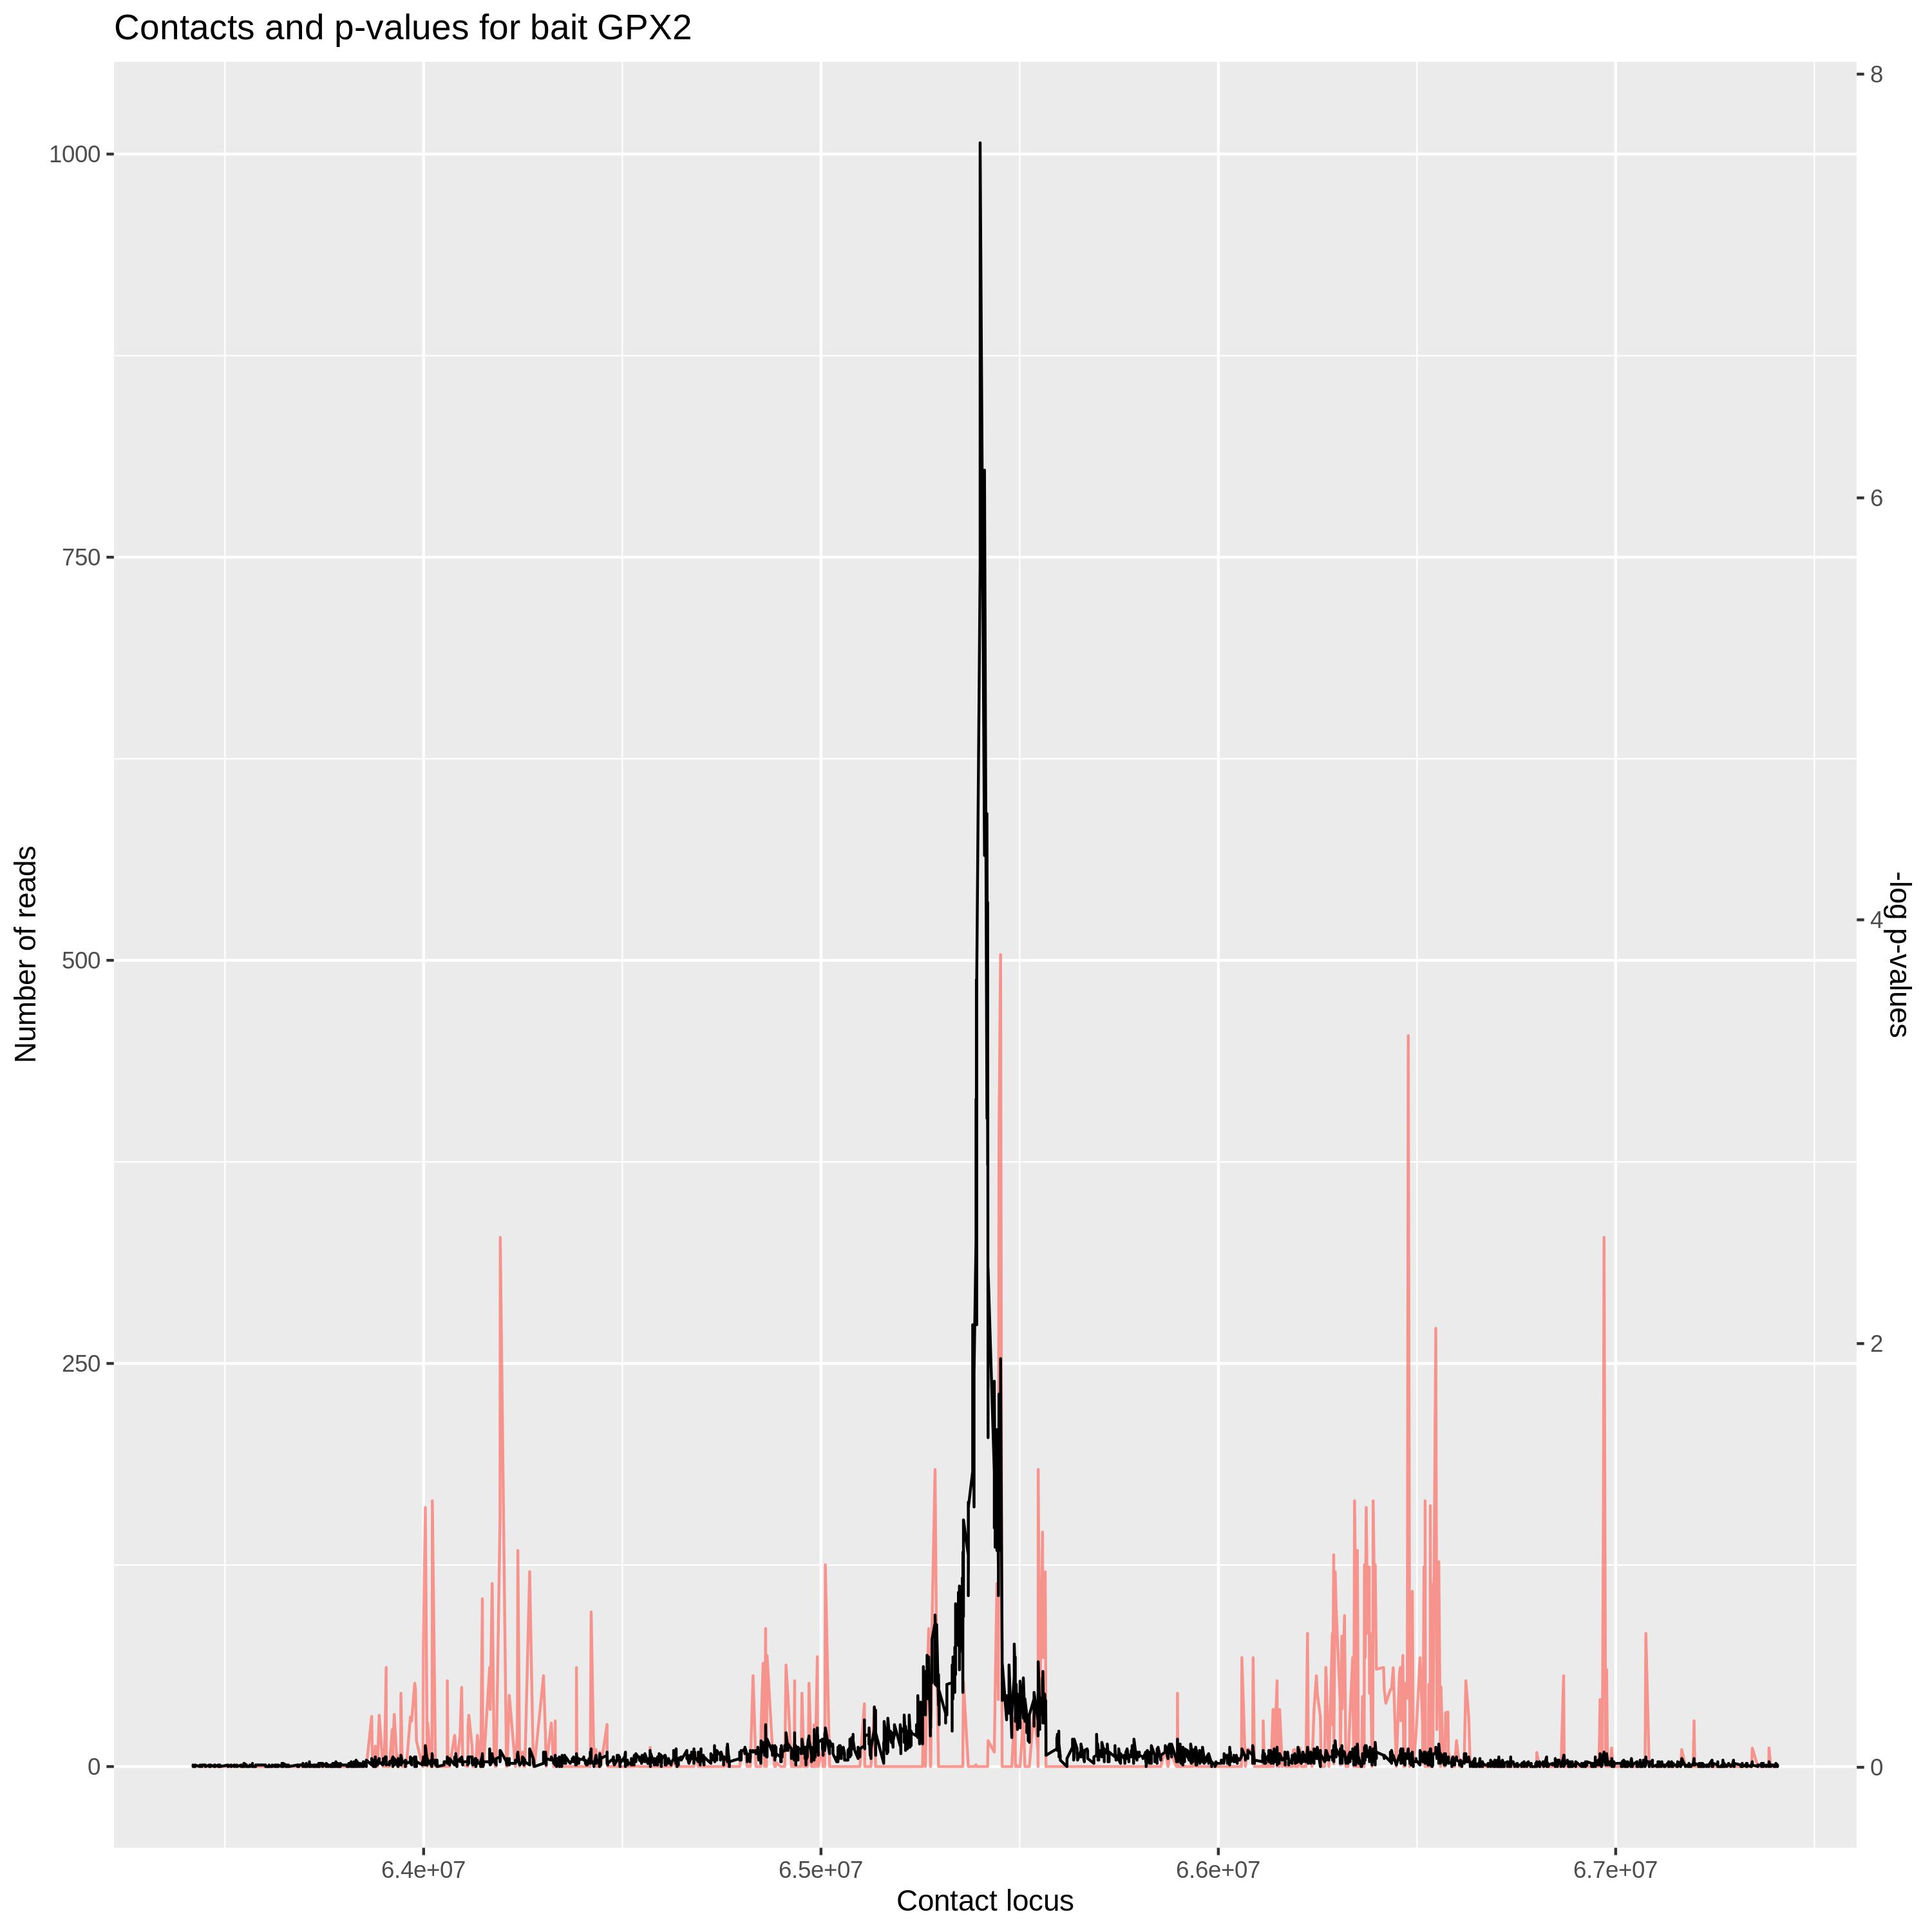 Contacts and p-values for bait GPX2
Number of reads
1000
750
500
250
0
8
6
4
2
0
-log p-values
6.4e+07
6.5e+07
6.6e+07
6.7e+07
Contact locus